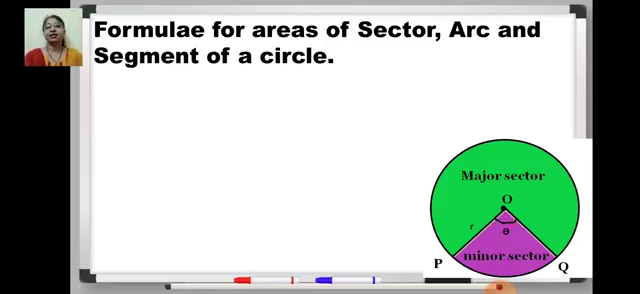 Formulae for areas of Sector, Arc and
Segment of a circle.
Major sector
O
r
θ
minor sector
P
Q